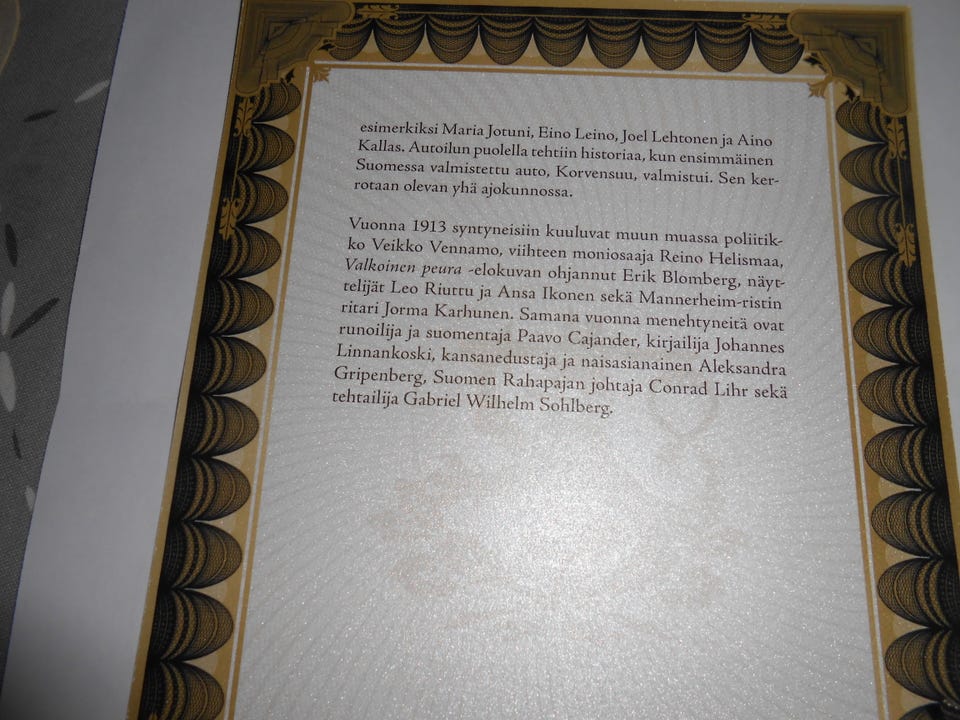 esimerkiksi Maria Jotuni, Eino Leino, Joel Lehtonen ja Aino
Kallas. Autoilun puolella tehtiin historiaa, kun ensimmäinen
Suomessa valmistettu auto, Korvensuu, valmistui. Sen ker-
rotaan olevan yhä ajokunnossa.
Vuonna 1913 syntyneisiin kuuluvat muun muassa poliitik-
ko Veikko Vennamo, viihteen moniosaaja Reino Helismaa,
Valkoinen peura -elokuvan ohjannut Erik Blomberg, näyt-
telijät Leo Riuttu ja Ansa Ikonen sekä Mannerheim-ristin
ritari Jorma Karhunen. Samana vuonna menehtyneitä ovat
runoilija ja suomentaja Paavo Cajander, kirjailija Johannes
Linnankoski, kansanedustaja ja naisasianainen Aleksandra
Gripenberg, Suomen Rahapajan johtaja Conrad Lihr sekä
tehtailija Gabriel Wilhelm Sohlberg.